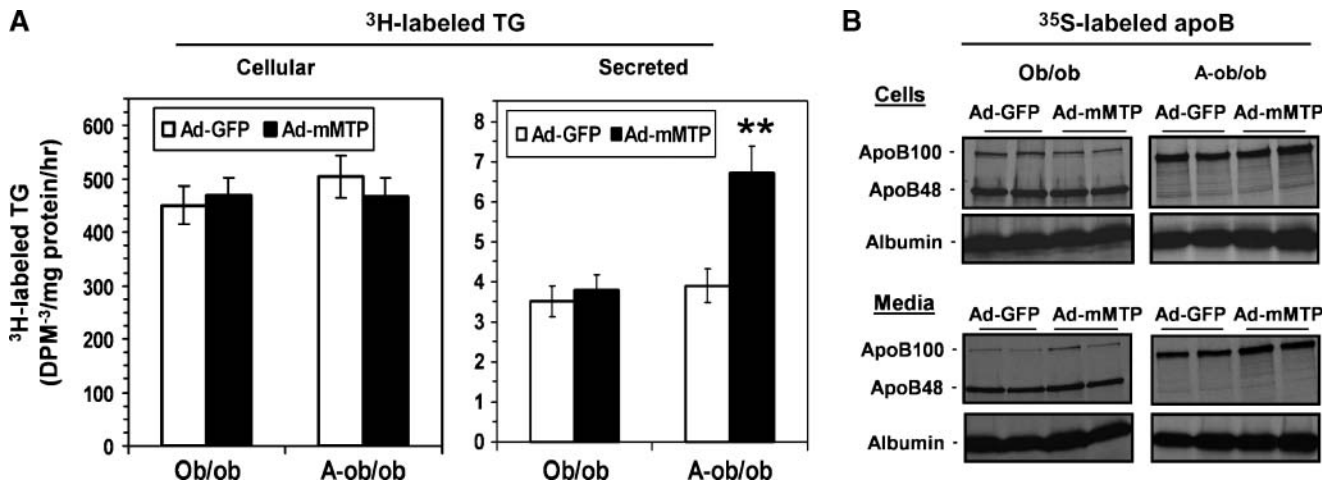 A
³H-labeled TG
Cellular
Secreted
³H-labeled TG
(DPM⁻³/mg protein/hr)
600
500
450
400
300
200
100
0
Ad-GFP Ad-mMTP
Ob/ob A-ob/ob
8
7
6
5
4
3
2
1
0
Ad-GFP Ad-mMTP
**
Ob/ob A-ob/ob
B
³⁵S-labeled apoB
Ob/ob A-ob/ob
Cells
Ad-GFP Ad-mMTP Ad-GFP Ad-mMTP
ApoB100 -
ApoB48 -
Albumin -
Media
Ad-GFP Ad-mMTP Ad-GFP Ad-mMTP
ApoB100 -
ApoB48 -
Albumin -